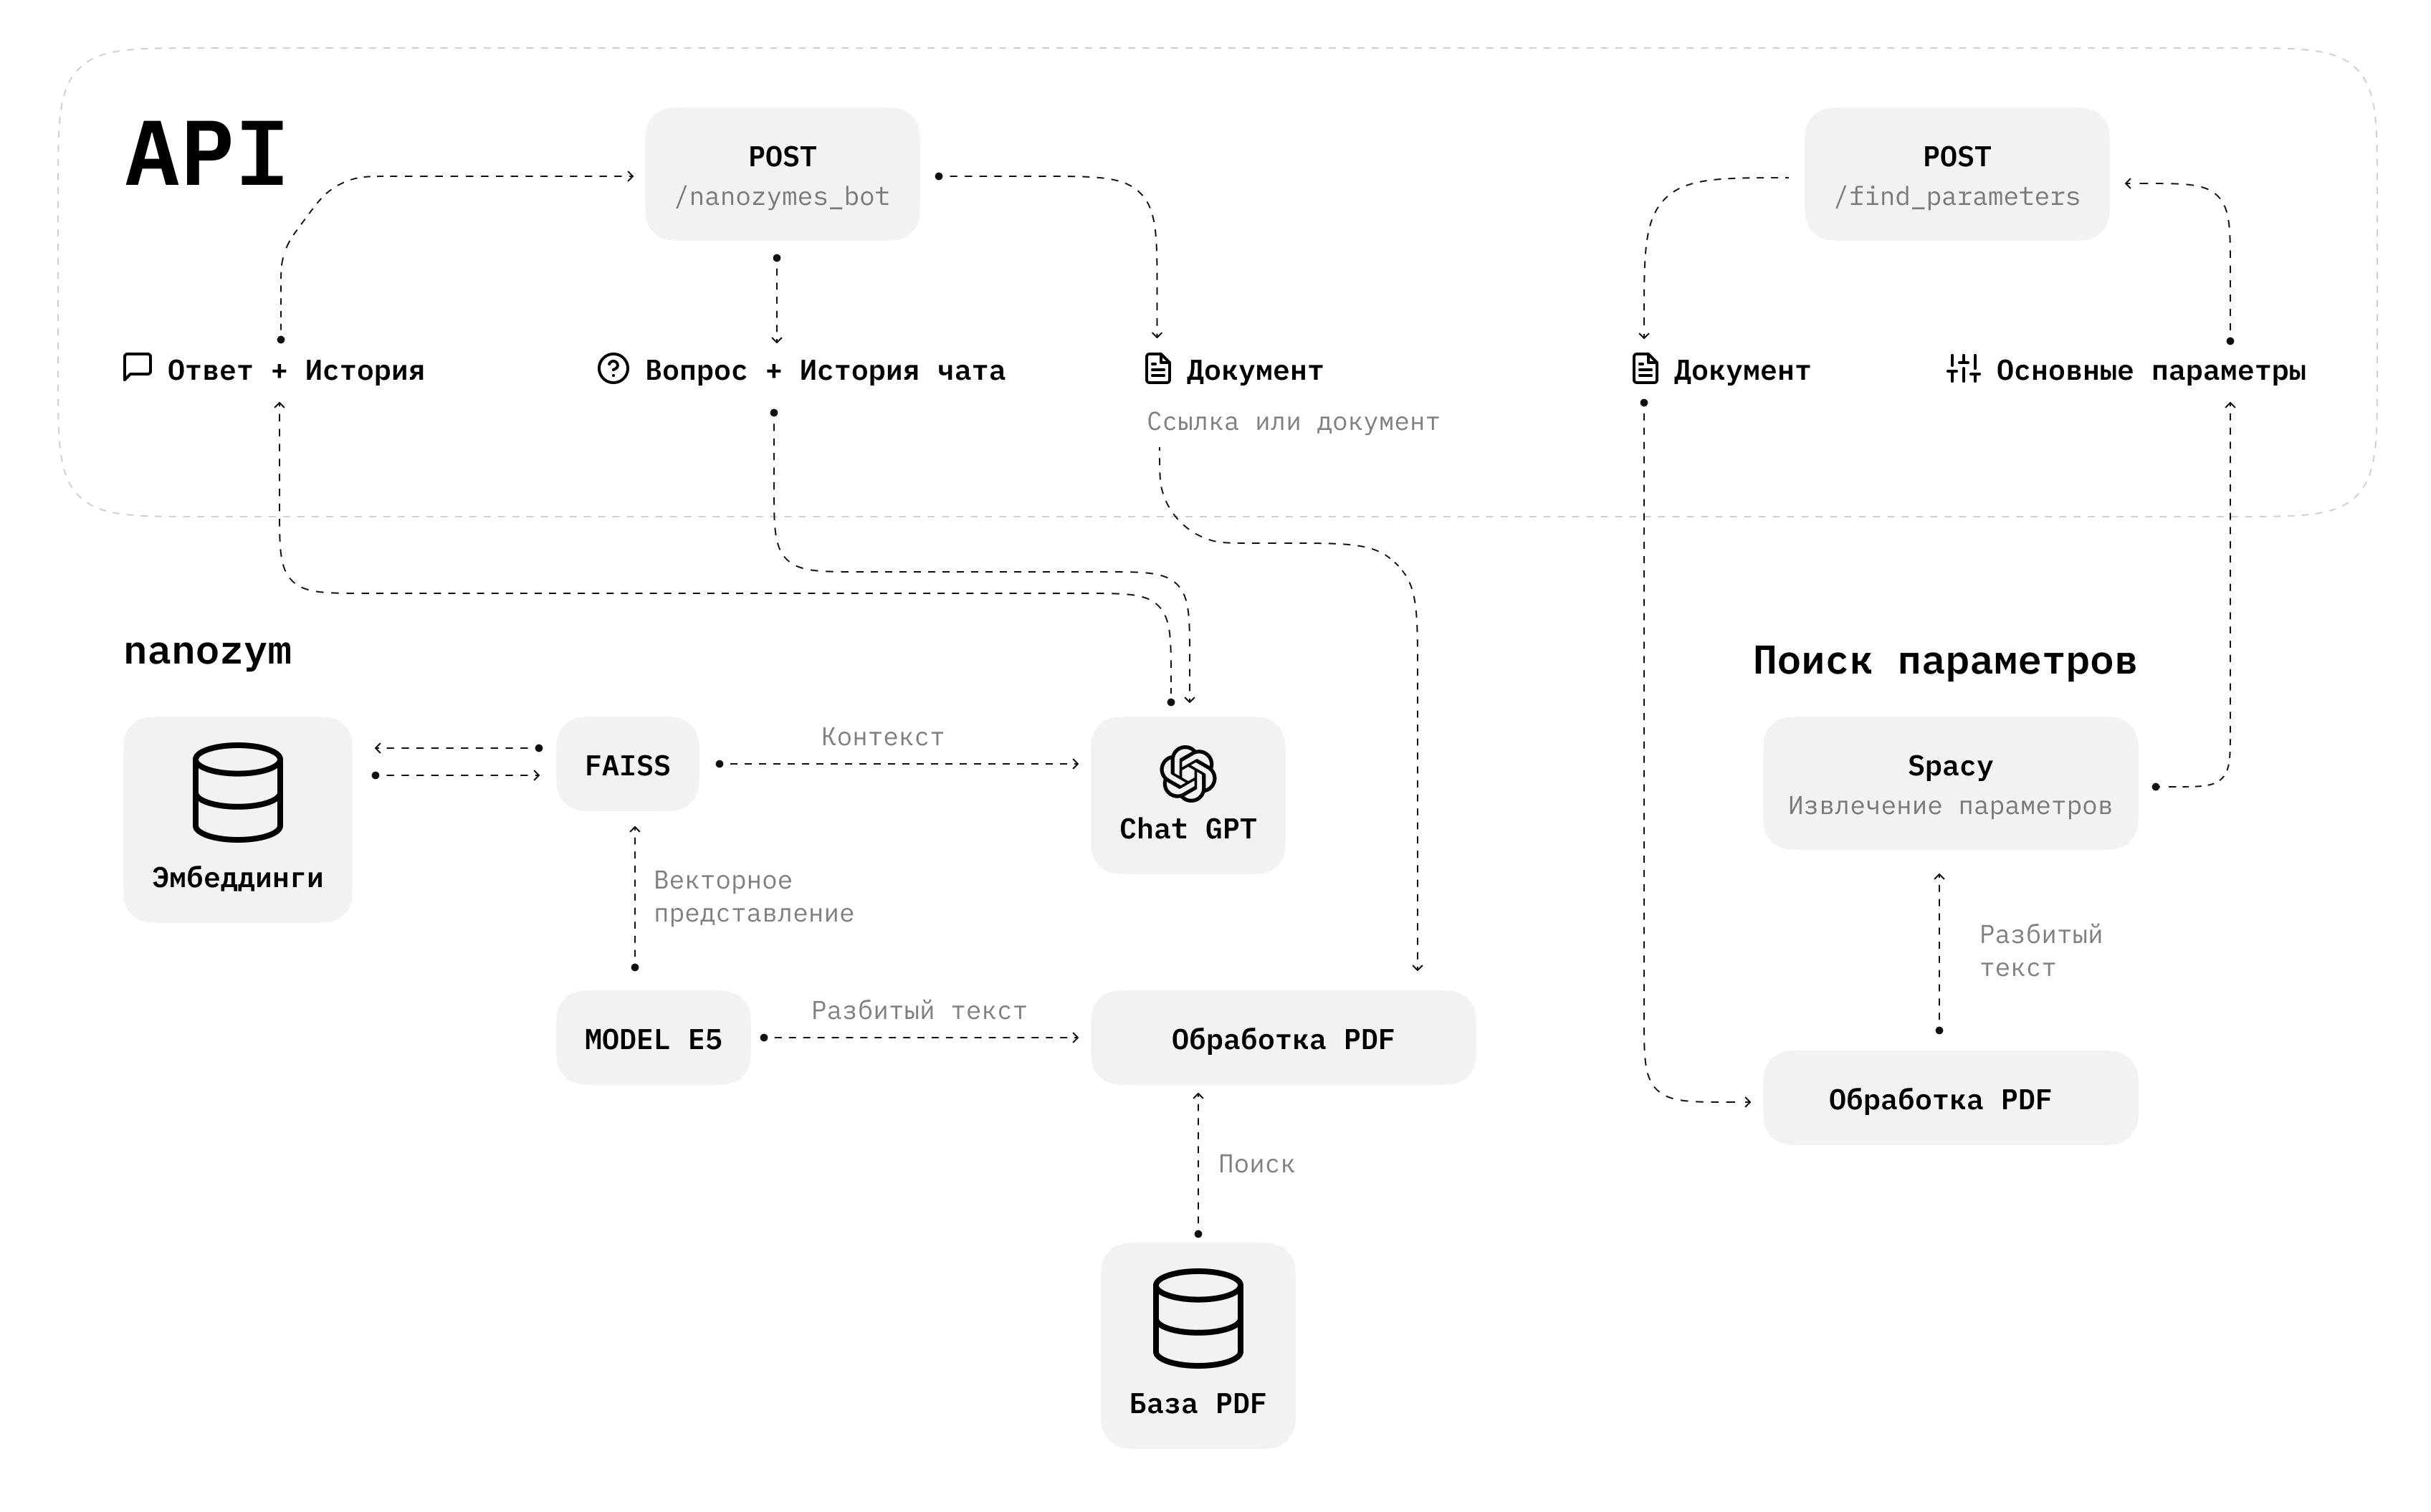 API
POST
/nanozymes_bot
POST
/find_parameters
Ответ + История
Вопрос + История чата
Документ
Ссылка или документ
Документ
Основные параметры
nanozym
Поиск параметров
Эмбеддинги
FAISS
Контекст
Chat GPT
Spacy
Извлечение параметров
Векторное
представление
Разбитый
текст
MODEL E5
Разбитый текст
Обработка PDF
Обработка PDF
Поиск
База PDF